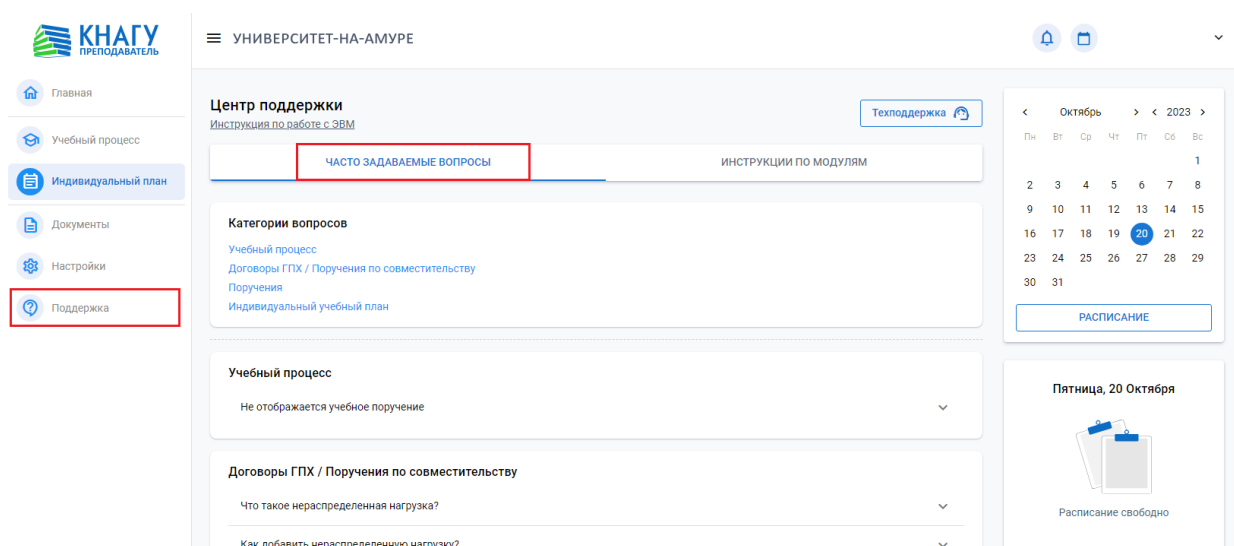 КНАГУ
ПРЕПОДАВАТЕЛЬ
УНИВЕРСИТЕТ-НА-АМУРЕ
Главная
Учебный процесс
Индивидуальный план
Документы
Настройки
Поддержка
Центр поддержки
Инструкция по работе с ЭВМ
Техподдержка
ЧАСТО ЗАДАВАЕМЫЕ ВОПРОСЫ
ИНСТРУКЦИИ ПО МОДУЛЯМ
Категории вопросов
Учебный процесс
Договоры ГПХ / Поручения по совместительству
Поручения
Индивидуальный учебный план
Учебный процесс
Не отображается учебное поручение
Договоры ГПХ / Поручения по совместительству
Что такое нераспределенная нагрузка?
Как добавить нераспределенную нагрузку?
‹ Октябрь › ‹ 2023 ›
Пн Вт Ср Чт Пт Сб Вс
1
2 3 4 5 6 7 8
9 10 11 12 13 14 15
16 17 18 19 20 21 22
23 24 25 26 27 28 29
30 31
РАСПИСАНИЕ
Пятница, 20 Октября
Расписание свободно